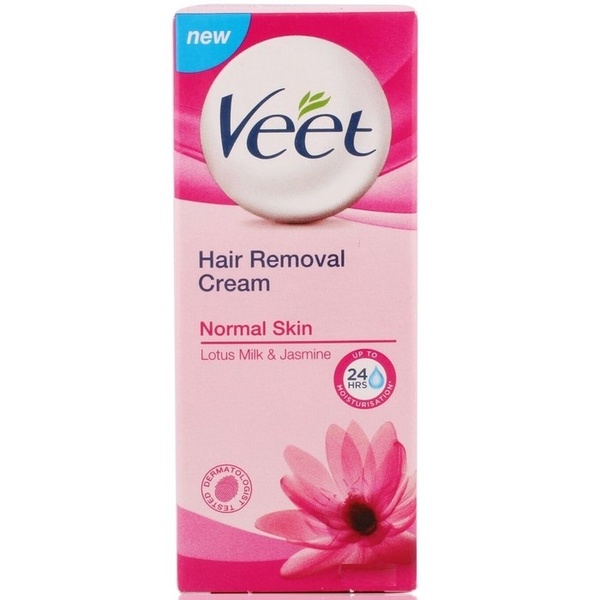 new
Veet
Hair Removal
Cream
Normal Skin
Lotus Milk & Jasmine
UP TO
24
HRS
MOISTURISATION*
DERMATOLOGIST
TESTED